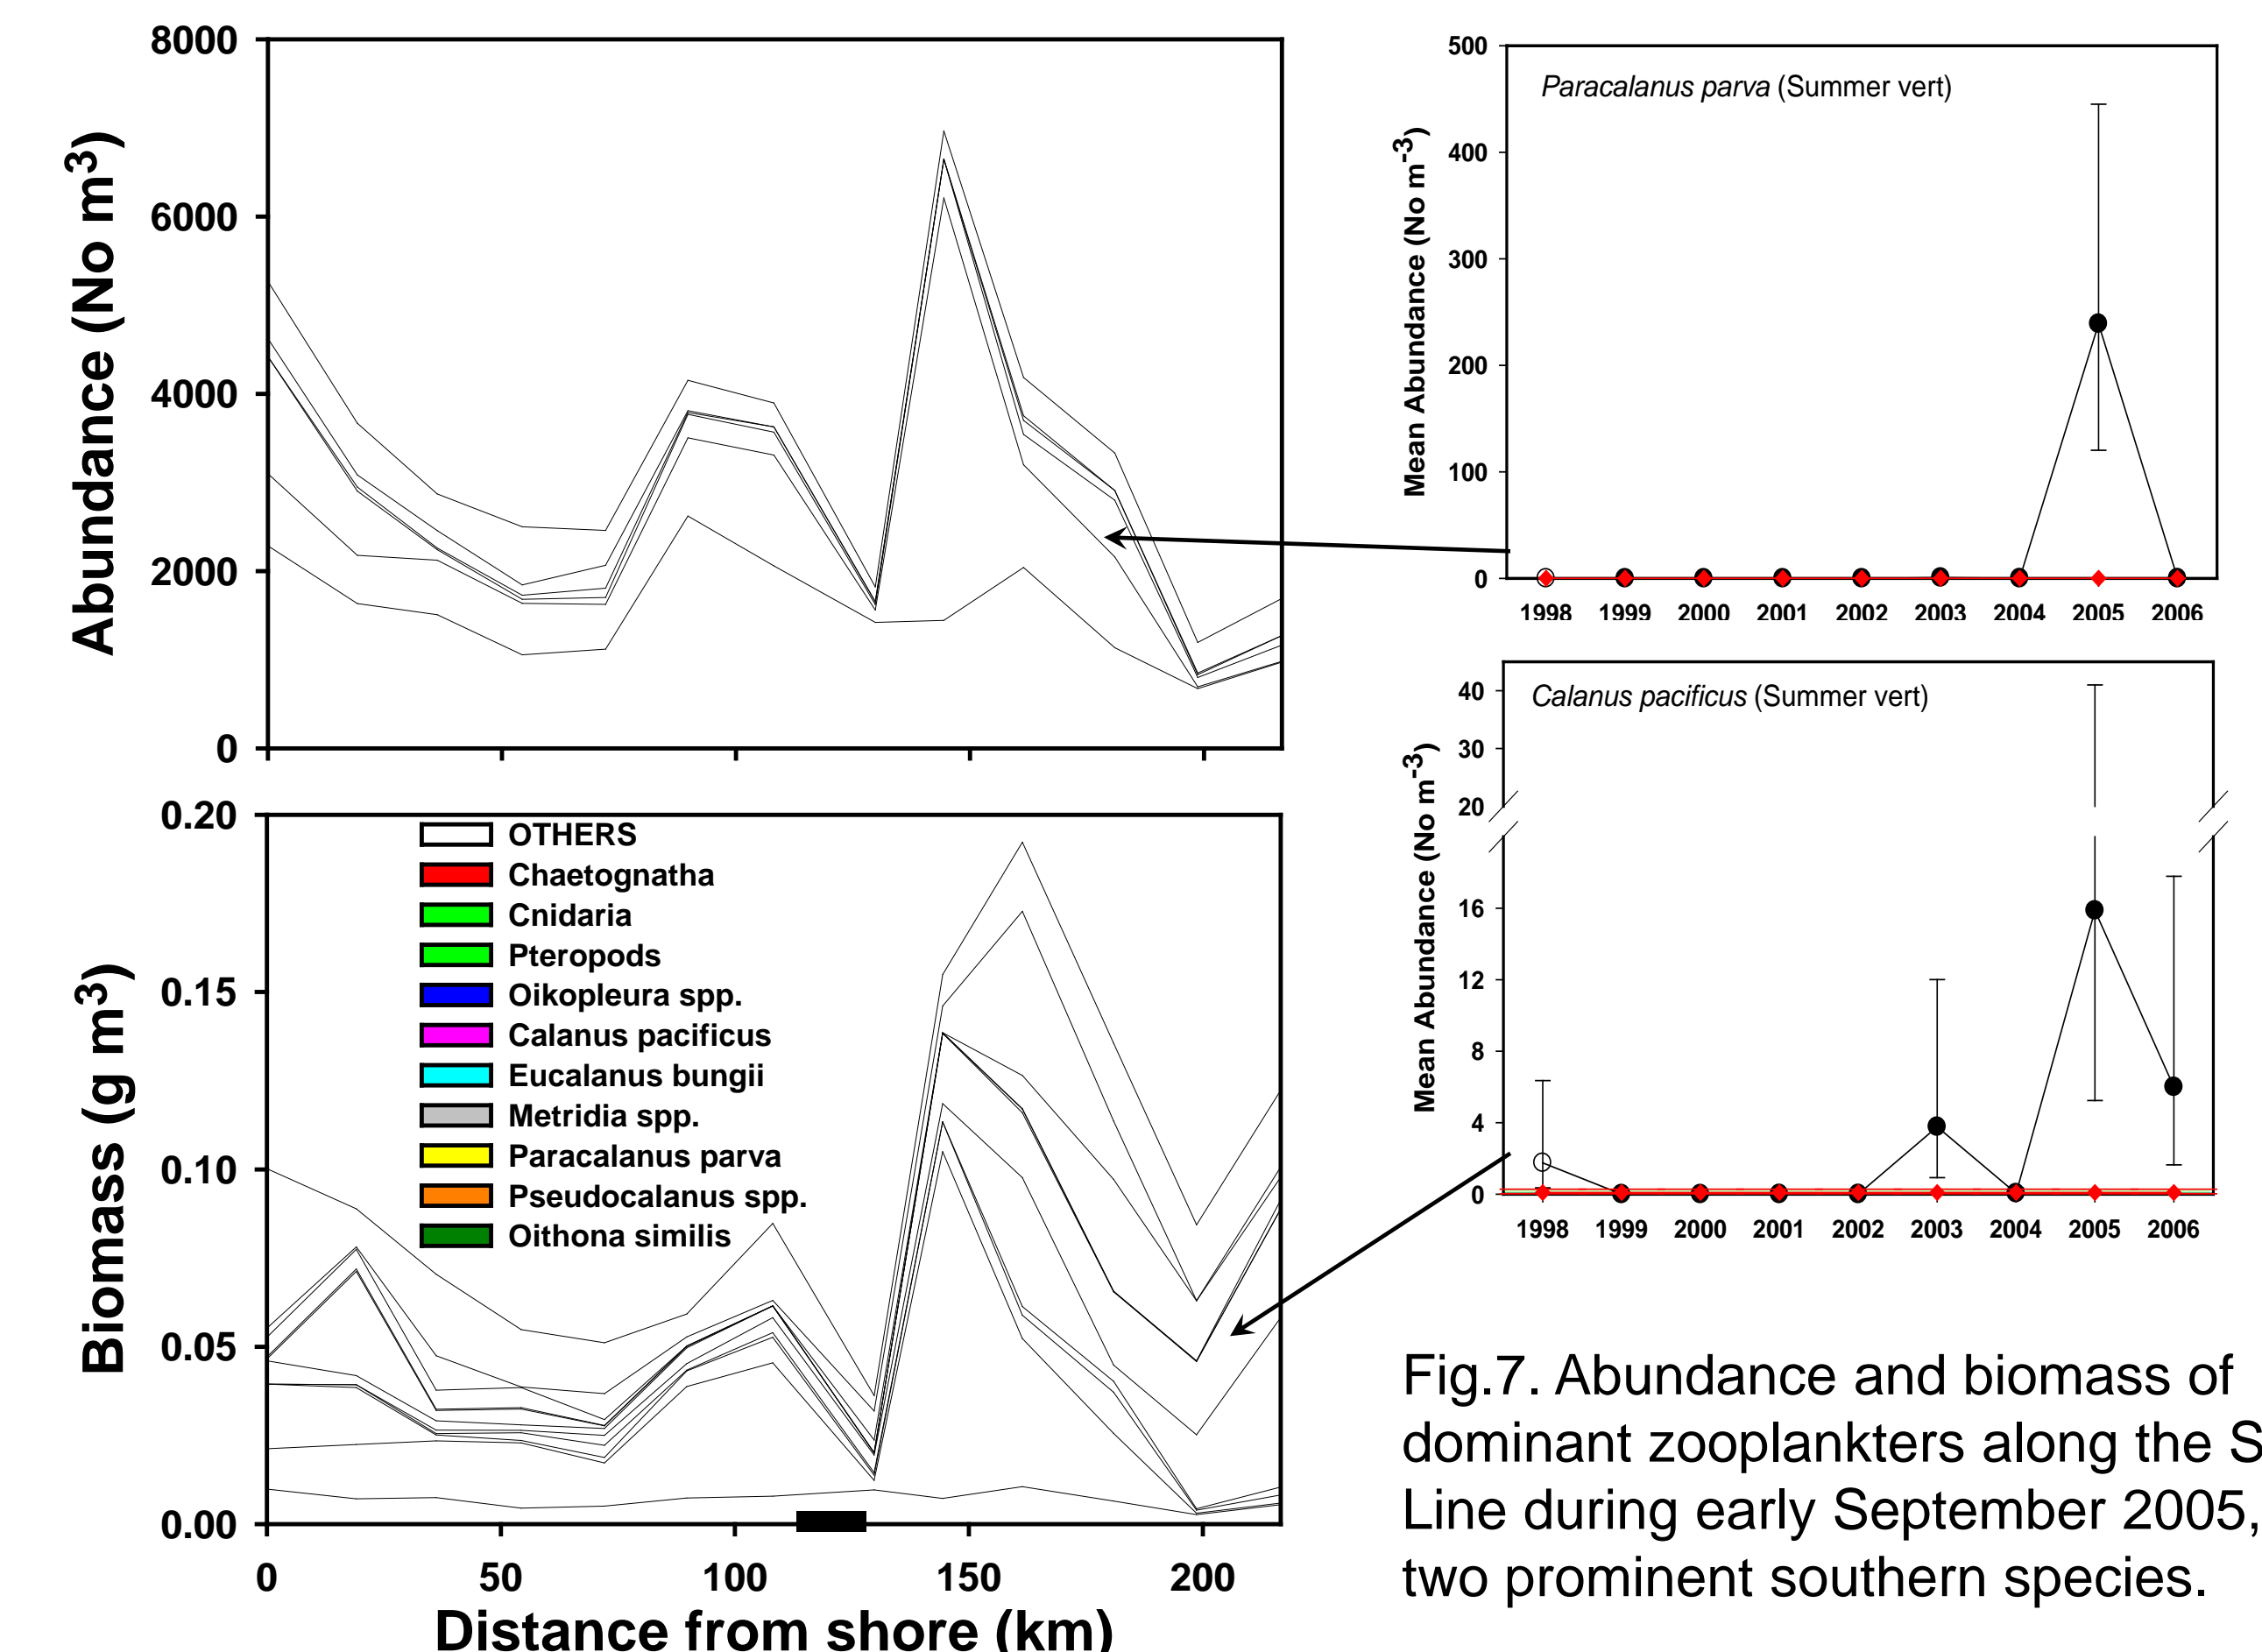 8000
6000
4000
2000
0
Abundance (No m3)
0.20
0.15
0.10
0.05
0.00
Biomass (g m3)
OTHERS
Chaetognatha
Cnidaria
Pteropods
Oikopleura spp.
Calanus pacificus
Eucalanus bungii
Metridia spp.
Paracalanus parva
Pseudocalanus spp.
Oithona similis
0 50 100 150 200
Distance from shore (km)
500
400
300
200
100
0
Mean Abundance (No m-3)
Paracalanus parva (Summer vert)
1998 1999 2000 2001 2002 2003 2004 2005 2006
40
30
20
16
12
8
4
0
Mean Abundance (No m-3)
Calanus pacificus (Summer vert)
1998 1999 2000 2001 2002 2003 2004 2005 2006
Fig.7. Abundance and biomass of
dominant zooplankters along the S
Line during early September 2005,
two prominent southern species.